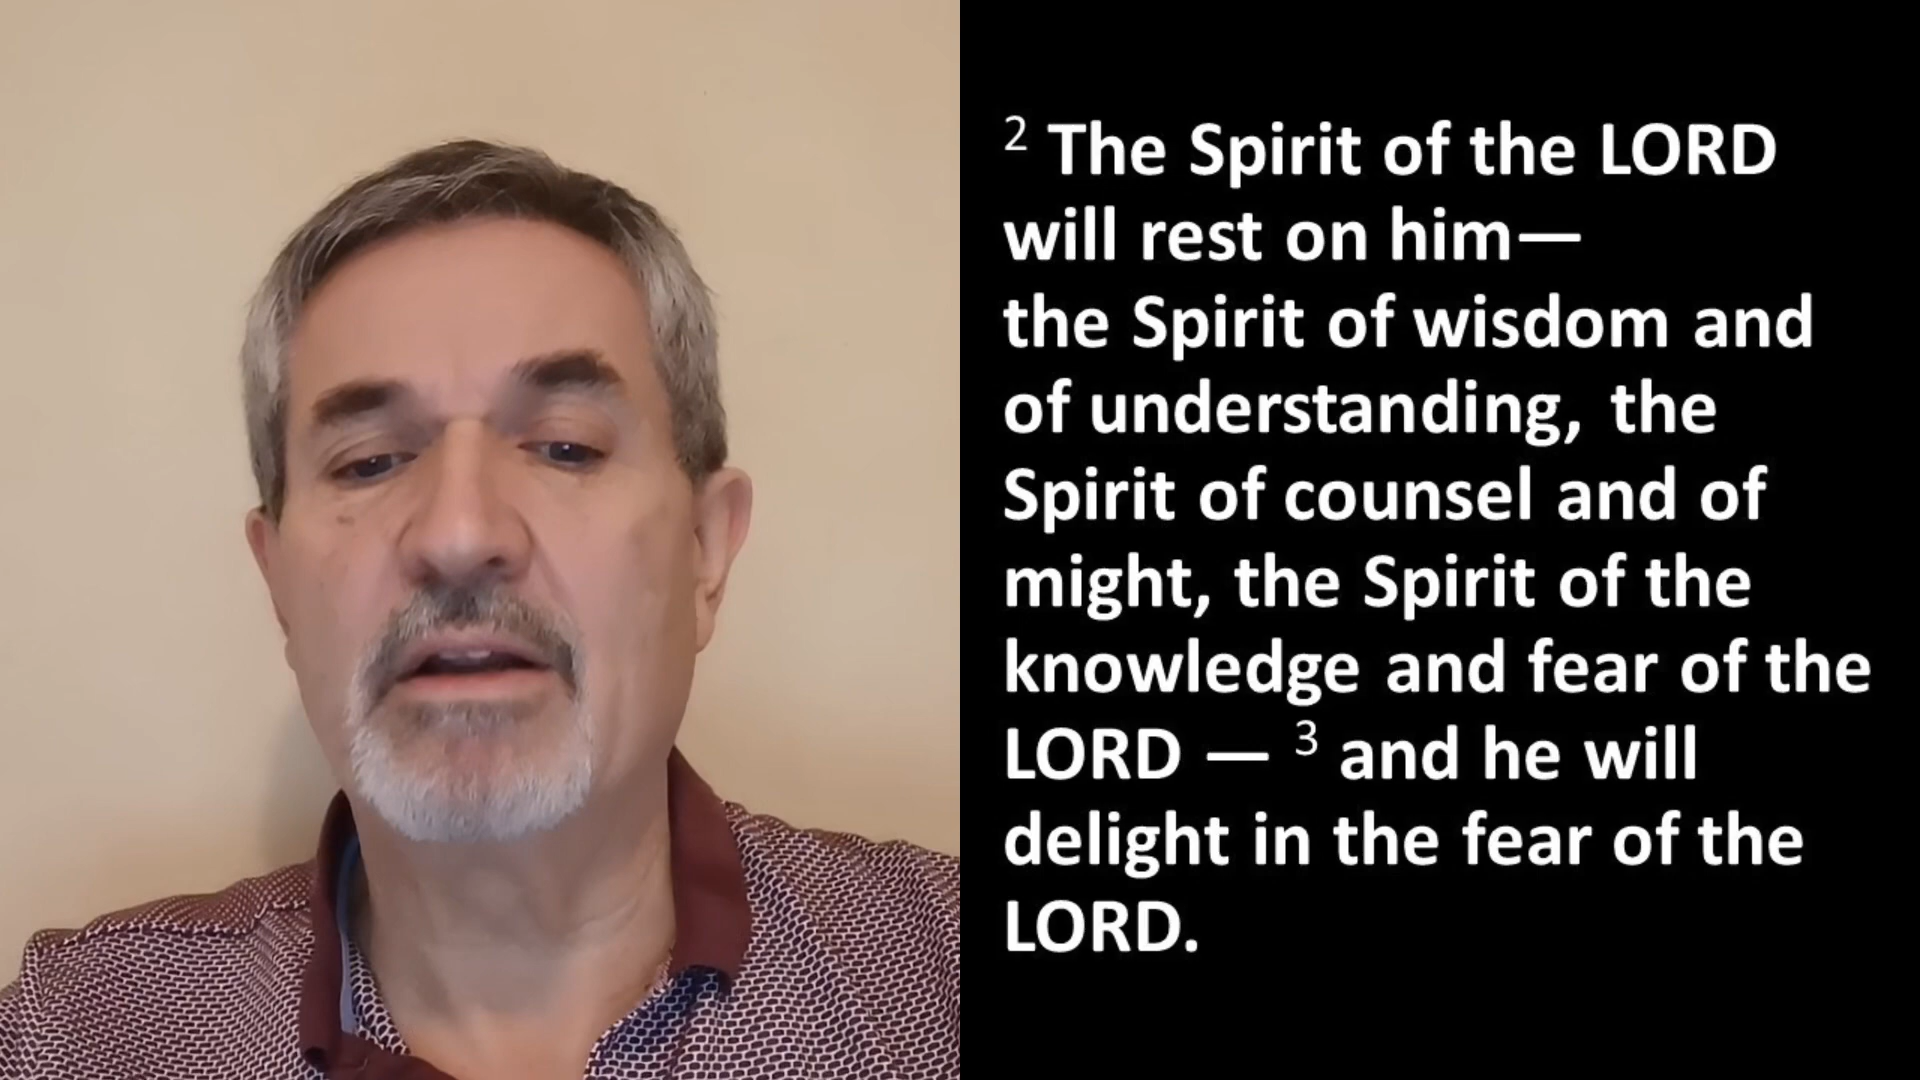 2 The Spirit of the LORD
will rest on him—
the Spirit of wisdom and
of understanding, the
Spirit of counsel and of
might, the Spirit of the
knowledge and fear of the
LORD — 3 and he will
delight in the fear of the
LORD.